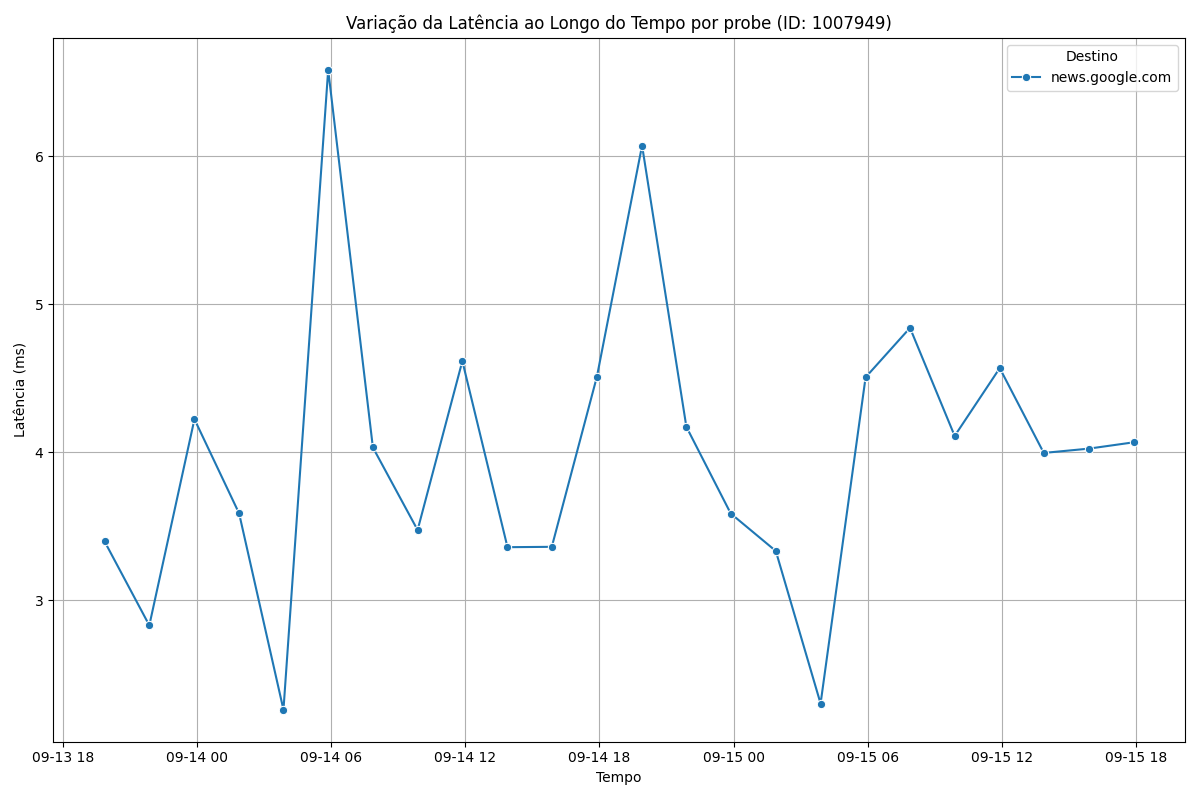 Variação da Latência ao Longo do Tempo por probe (ID: 1007949)
Destino
news.google.com
Latência (ms)
6
5
4
3
09-13 18
09-14 00
09-14 06
09-14 12
09-14 18
09-15 00
09-15 06
09-15 12
09-15 18
Tempo